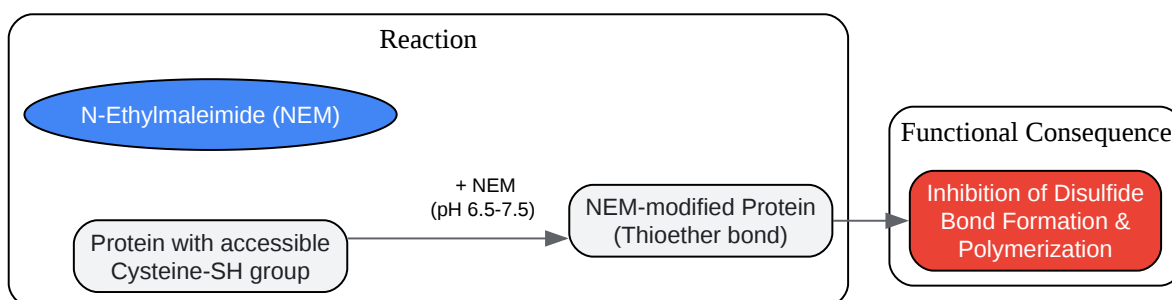 Reaction
N-Ethylmaleimide (NEM)
Protein with accessible
Cysteine-SH group
+ NEM
(pH 6.5-7.5)
NEM-modified Protein
(Thioether bond)
Functional Consequence
Inhibition of Disulfide
Bond Formation &
Polymerization